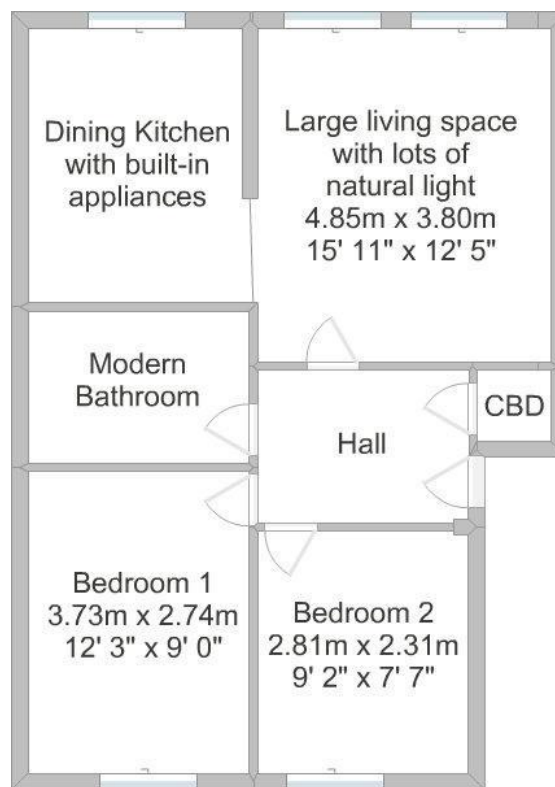 Dining Kitchen
with built-in
appliances
Large living space
with lots of
natural light
4.85m x 3.80m
15' 11" x 12' 5"
Modern
Bathroom
CBD
Hall
Bedroom 1
3.73m x 2.74m
12' 3" x 9' 0"
Bedroom 2
2.81m x 2.31m
9' 2" x 7' 7"